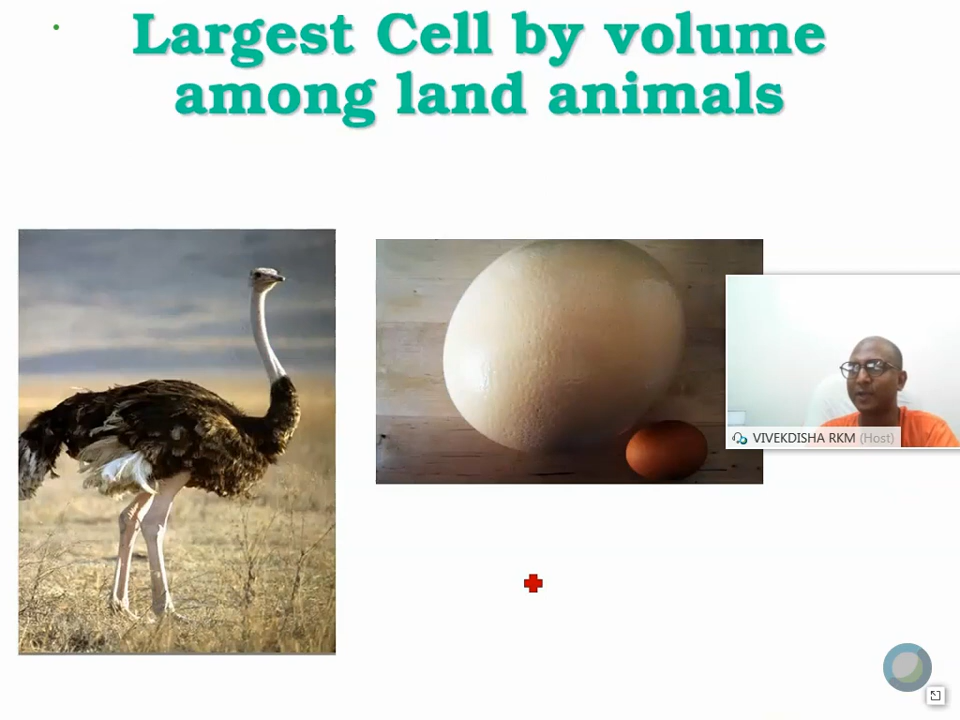 Largest Cell by volume
among land animals
VIVEKDISHA RKM (Host)